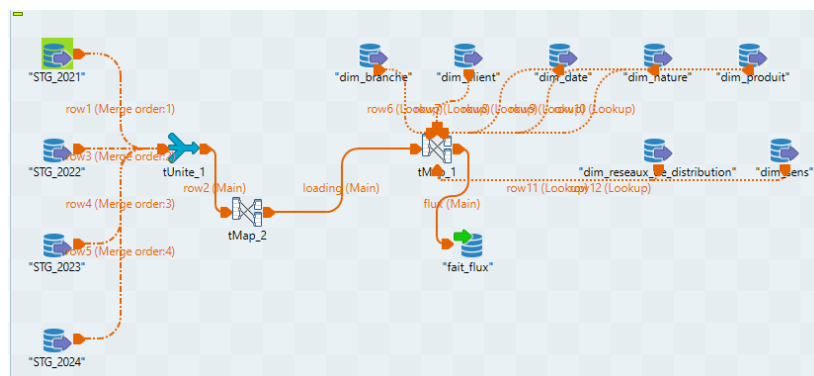 "STG_2021"
"dim_branche"
"dim_client"
"dim_date"
"dim_nature"
"dim_produit"
row1 (Merge order:1)
row6 (Lookup)
row10 (Lookup)
row3 (Merge order:
"STG_2022"
tUnite_1
tMap_1
"dim_reseaux_de_distribution"
"dim_sens"
row2 (Main)
loading (Main)
row11 (Lookup)
row12 (Lookup)
row4 (Merge order:3)
flux (Main)
tMap_2
row5 (Merge order:4)
"STG_2023"
"fait_flux"
"STG_2024"